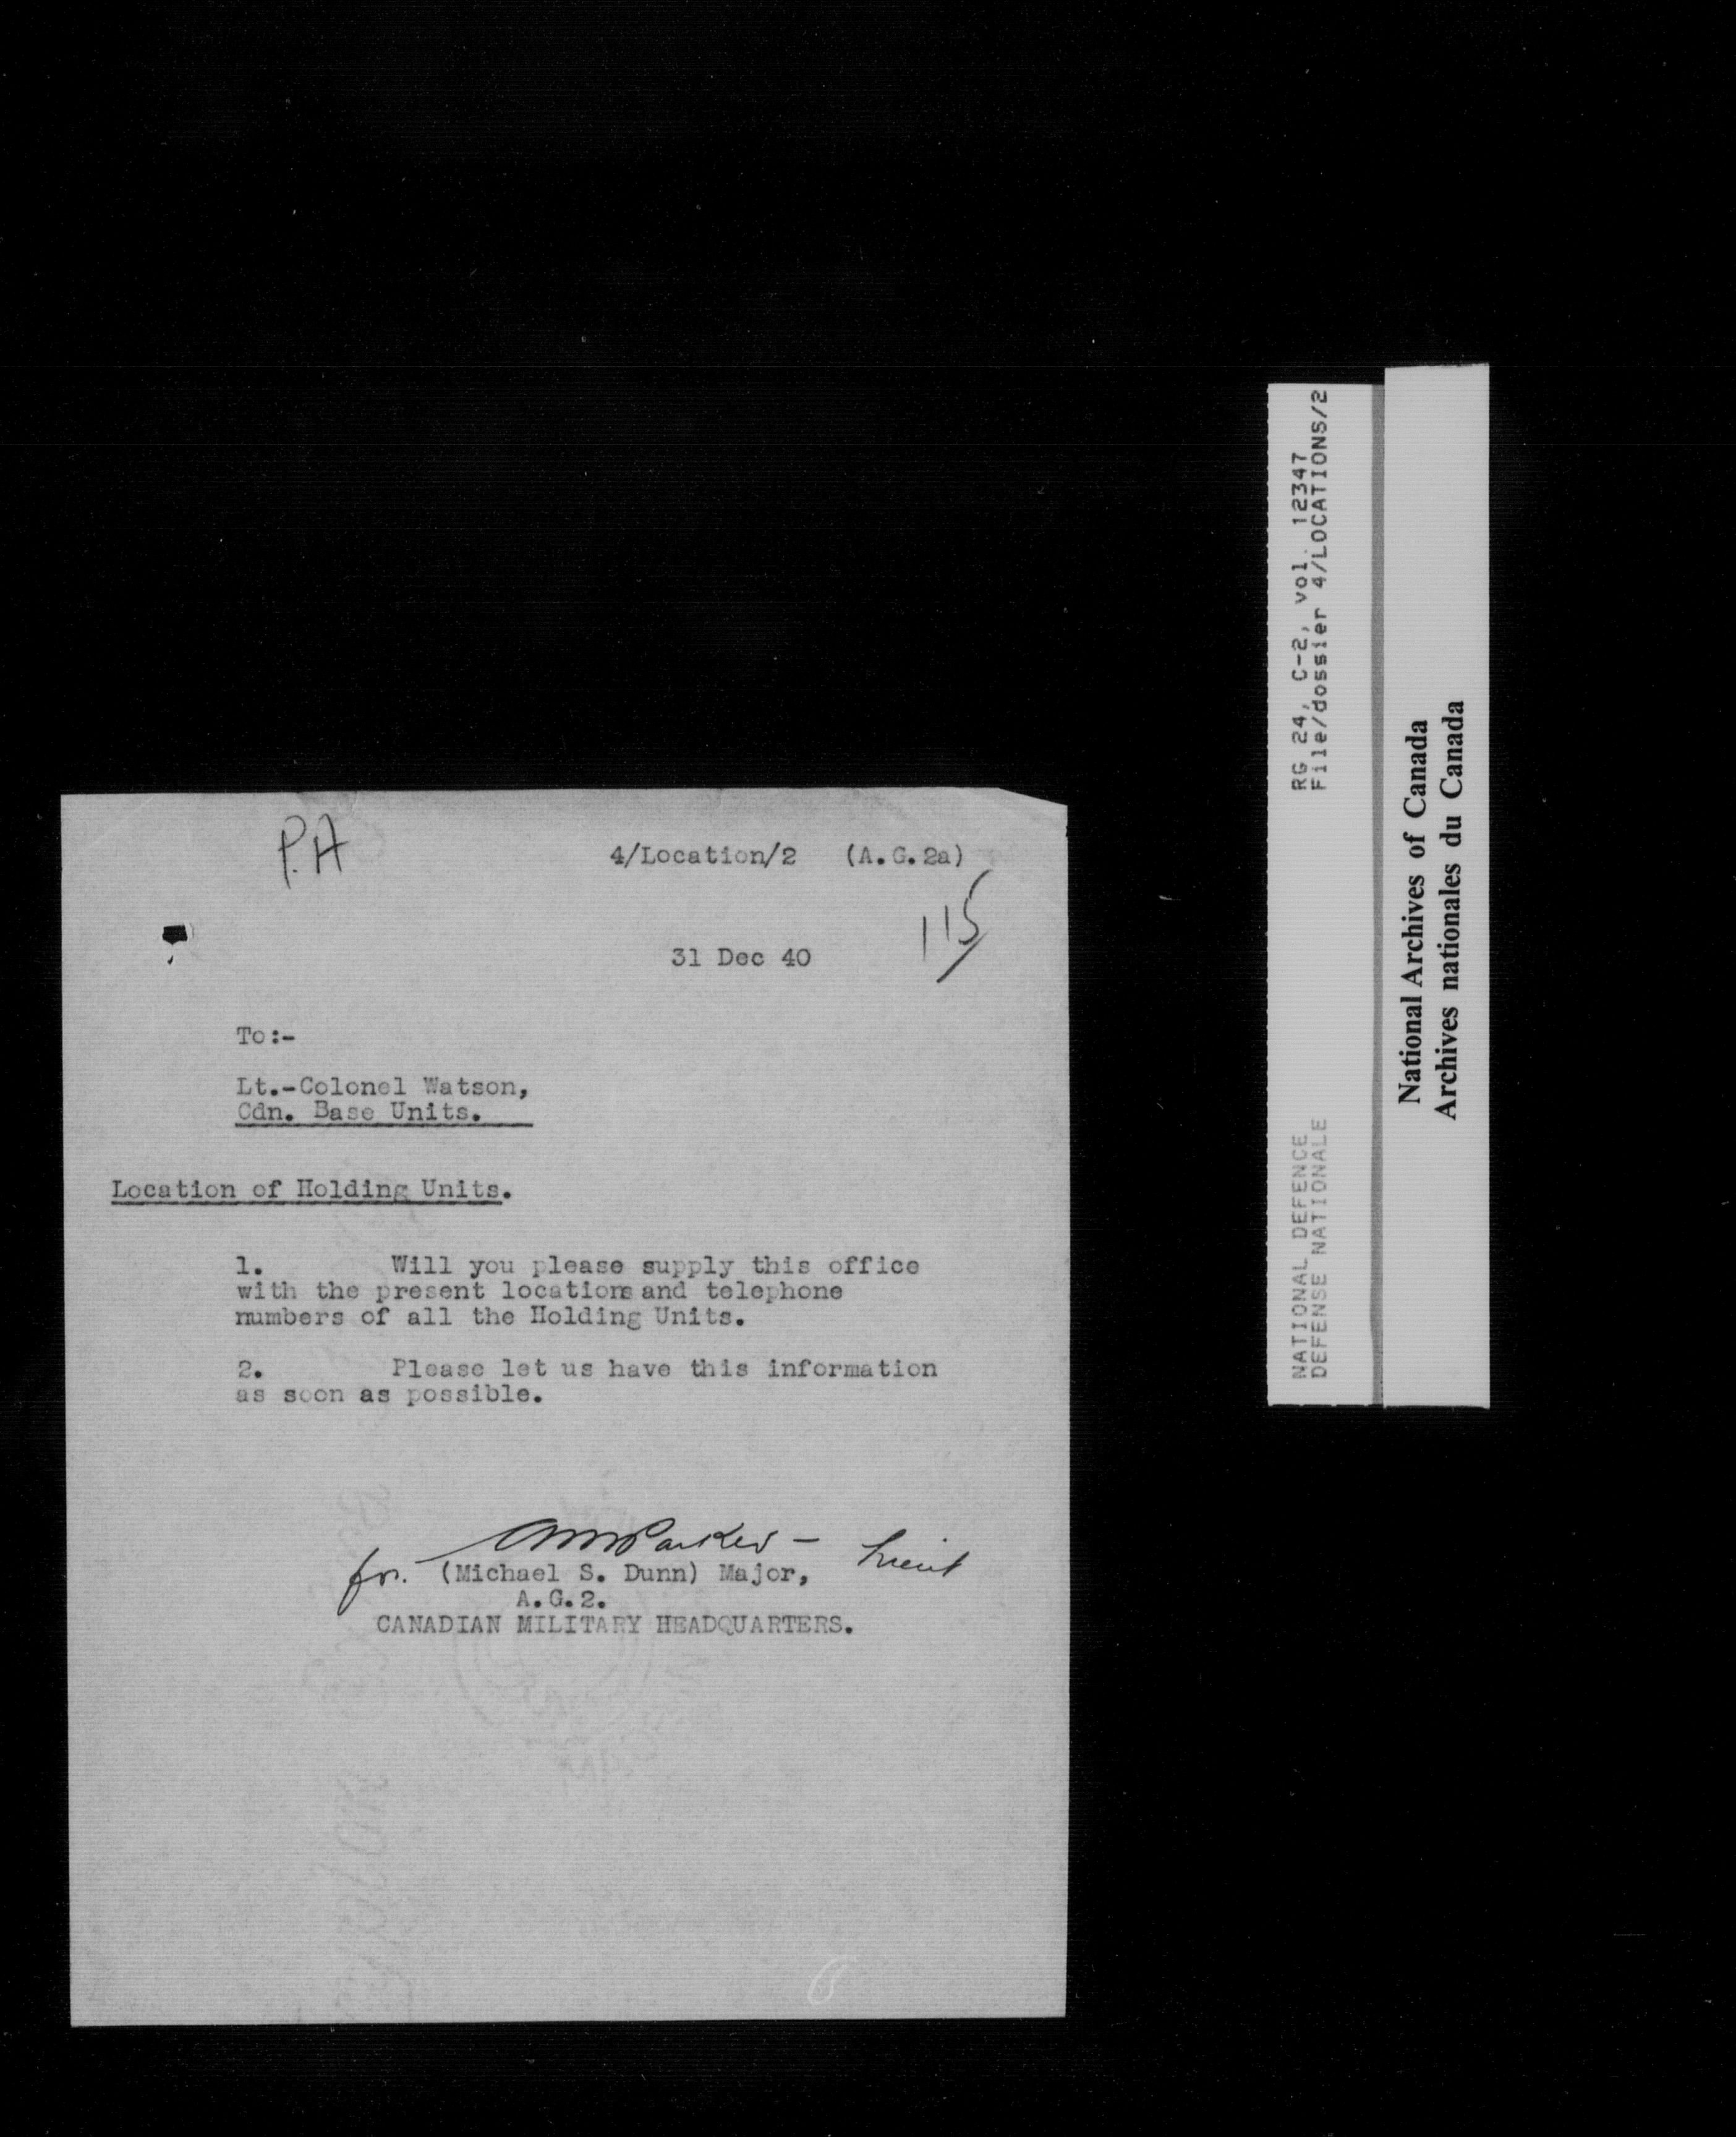 P.A
4/Location/2 (A.G.2a)
115
31 Dec 40
To:-
Lt.-Colonel Watson,
Cdn. Base Units.
Location of Holding Units.
1. Will you please supply this office
with the present locations and telephone
numbers of all the Holding Units.
2. Please let us have this information
as soon as possible.
for.
(Michael S. Dunn) Major,
A.G.2.
CANADIAN MILITARY HEADQUARTERS.
RG 24, C-2, vol. 12347
File/dossier 4/LOCATIONS/2
NATIONAL DEFENCE
DEFENSE NATIONALE
National Archives of Canada
Archives nationales du Canada